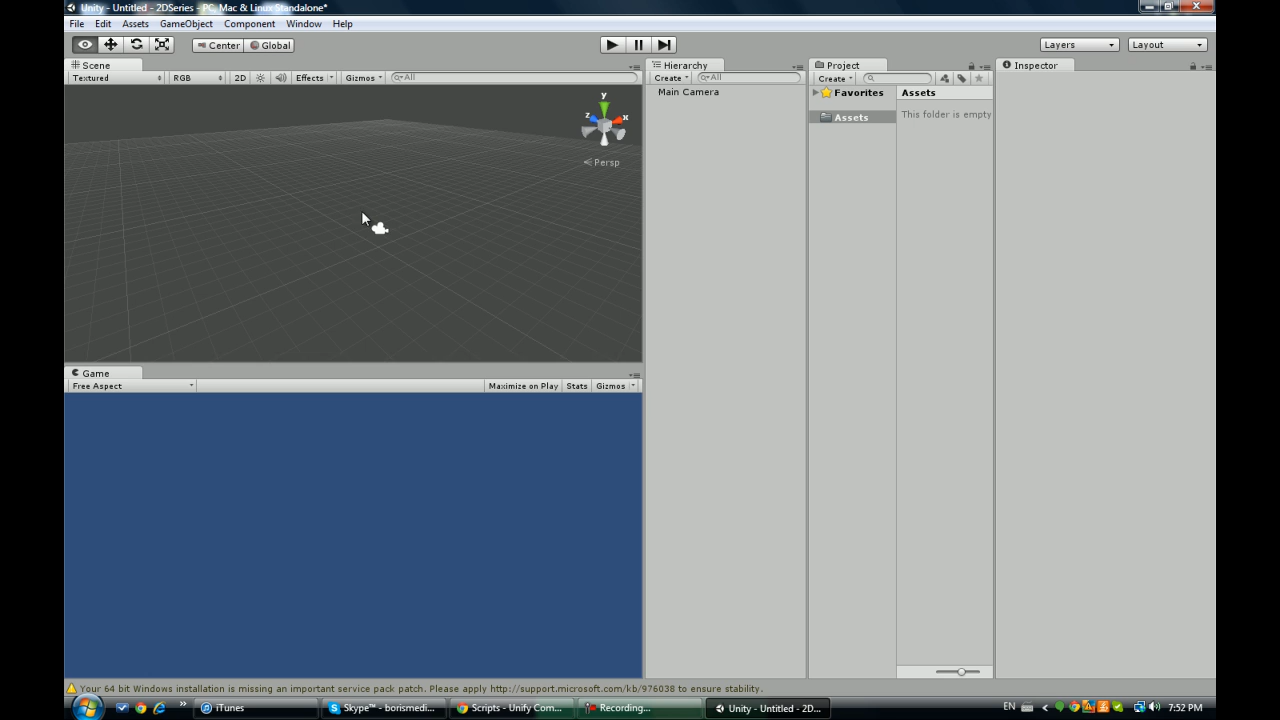 Unity - Untitled - 2DSeries - PC, Mac & Linux Standalone*
File Edit Assets GameObject Component Window Help
Center Global Layers Layout
Scene Hierarchy Project Inspector
Textured RGB 2D Effects Gizmos All Create All Create
Main Camera Favorites Assets
y
z x
Assets This folder is empty
Persp
Game
Free Aspect Maximize on Play Stats Gizmos
Your 64 bit Windows installation is missing an important service pack patch. Please apply http://support.microsoft.com/kb/976038 to ensure stability.
iTunes Skype™ - borismedi... Scripts - Unify Com... Recording... Unity - Untitled - 2D... EN 7:52 PM